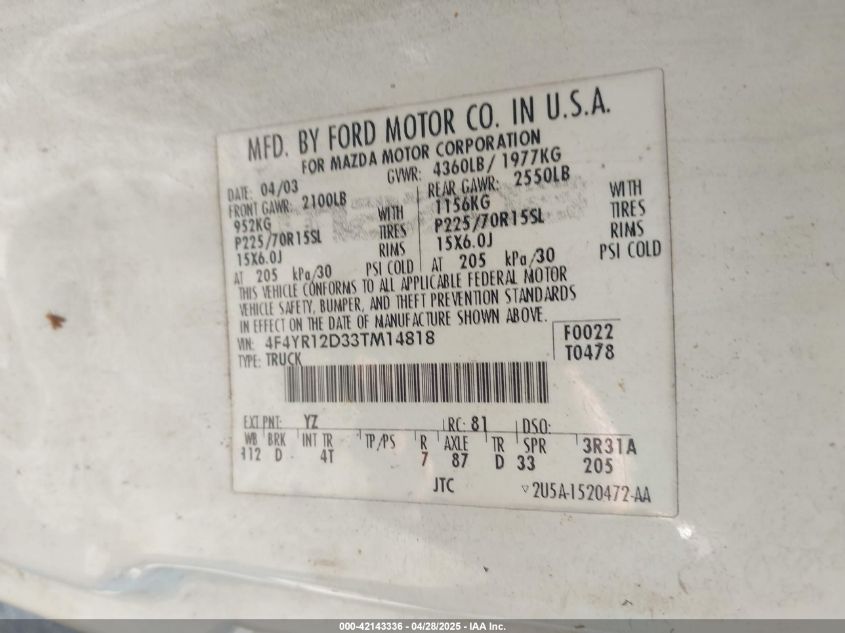 MFD. BY FORD MOTOR CO. IN U.S.A.
FOR MAZDA MOTOR CORPORATION
DATE: 04/03 GVWR: 4360LB/ 1977KG
FRONT GAWR: 2100LB REAR GAWR: 2550LB
952KG WITH 1156KG WITH
P225/70R15SL TIRES P225/70R15SL TIRES
15X6.0J RIMS 15X6.0J RIMS
AT 205 kPa/30 PSI COLD AT 205 kPa/30 PSI COLD
THIS VEHICLE CONFORMS TO ALL APPLICABLE FEDERAL MOTOR
VEHICLE SAFETY, BUMPER, AND THEFT PREVENTION STANDARDS
IN EFFECT ON THE DATE OF MANUFACTURE SHOWN ABOVE.
VIN: 4F4YR12D33TM14818 F0022
TYPE: TRUCK T0478
EXT PNT: YZ RC: 81 DSO:
WB BRK INT TR TP/PS R AXLE TR SPR 3R31A
112 D 4T 7 87 D 33 205
JTC ▽2U5A-1520472-AA
000-42143336 - 04/28/2025 - IAA Inc.